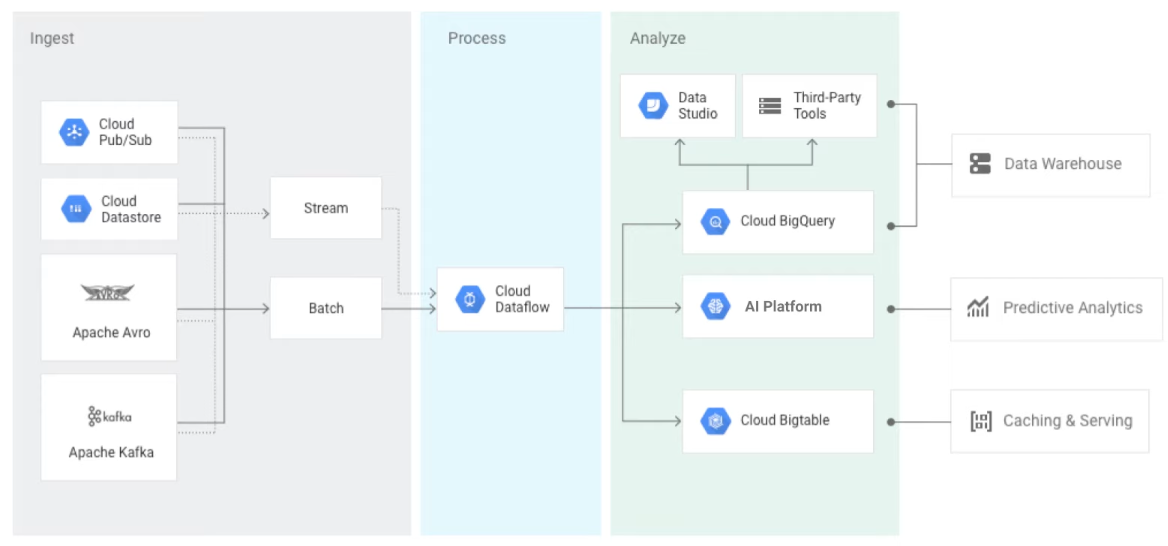 Ingest
Process
Analyze
Cloud
Pub/Sub
Cloud
Datastore
AVRO
Apache Avro
kafka
Apache Kafka
Stream
Batch
Cloud
Dataflow
Data
Studio
Third-Party
Tools
Cloud BigQuery
AI Platform
Cloud Bigtable
Data Warehouse
Predictive Analytics
Caching & Serving